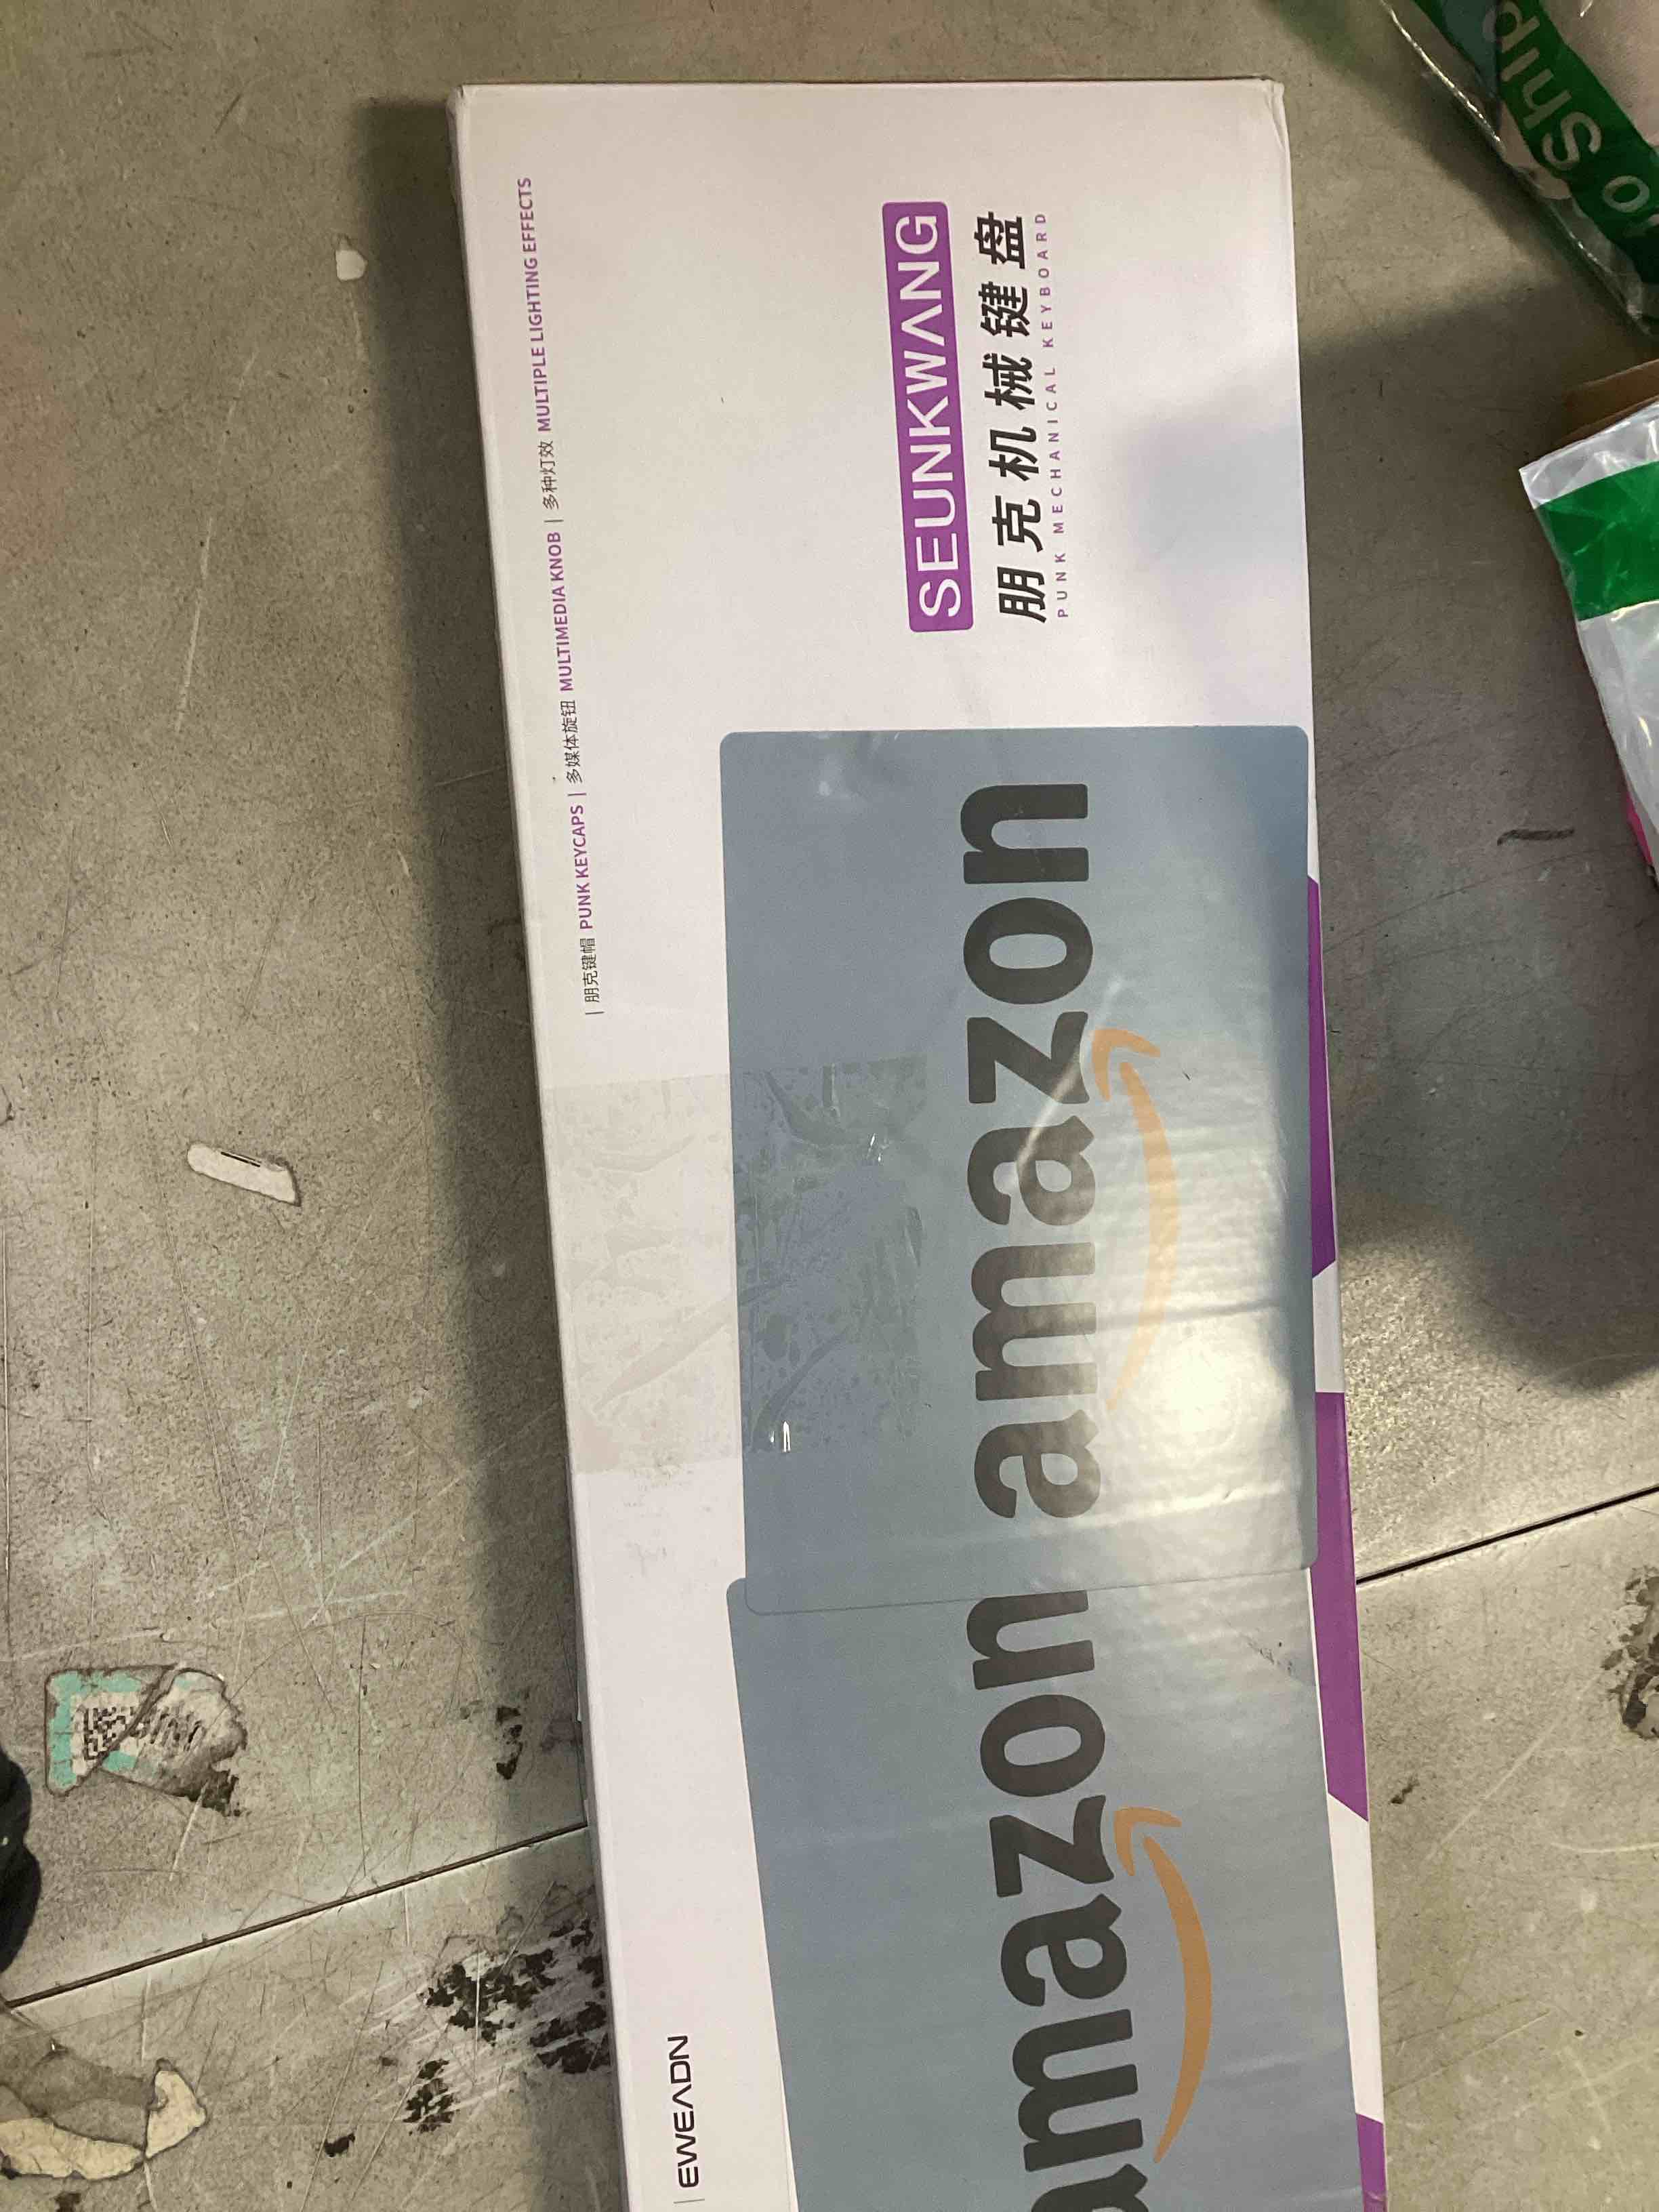 | 朋克键帽 PUNK KEYCAPS | 多媒体旋钮 MULTIMEDIA KNOB | 多种灯效 MULTIPLE LIGHTING EFFECTS
SEUNKWANG
朋克机械键盘
PUNK MECHANICAL KEYBOARD
amazon
amazon
| EWEADN
Ship